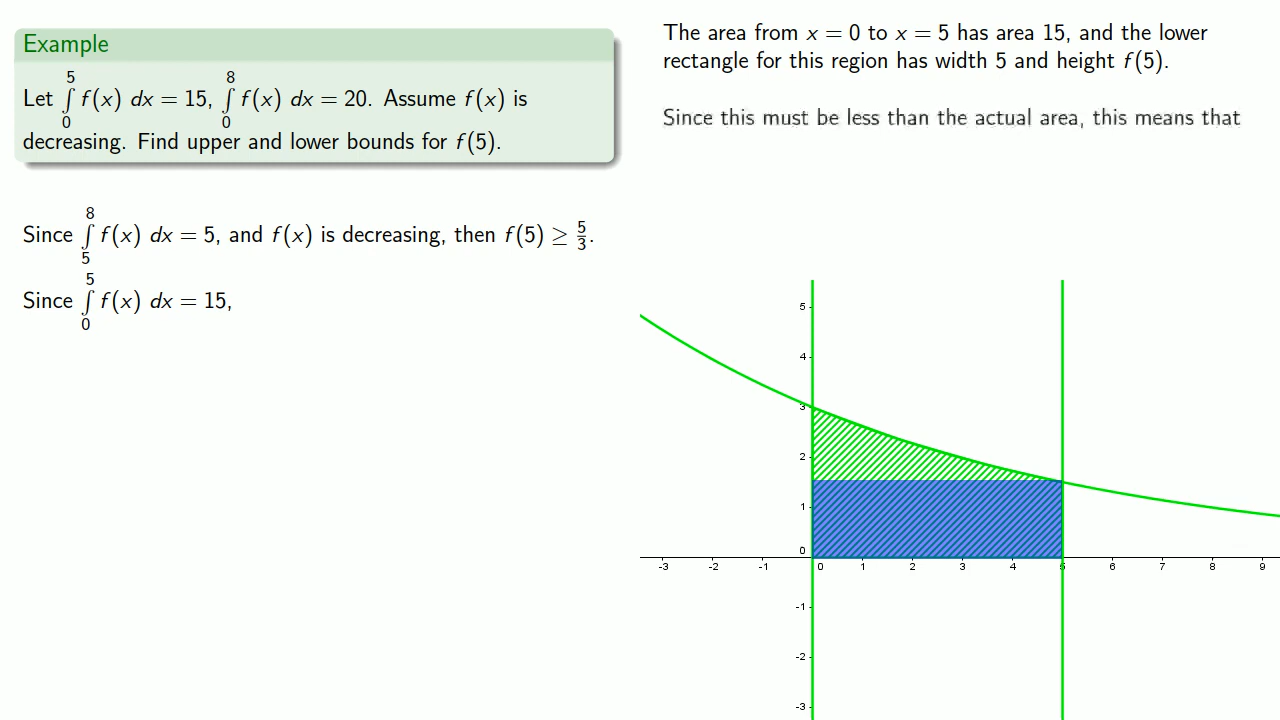 Example
Let ∫₀⁵ f(x) dx = 15, ∫₀⁸ f(x) dx = 20. Assume f(x) is
decreasing. Find upper and lower bounds for f(5).
Since ∫₅⁸ f(x) dx = 5, and f(x) is decreasing, then f(5) ≥ 5/3.
Since ∫₀⁵ f(x) dx = 15,
The area from x = 0 to x = 5 has area 15, and the lower
rectangle for this region has width 5 and height f(5).
Since this must be less than the actual area, this means that
5
4
3
2
1
0
-3 -2 -1 0 1 2 3 4 5 6 7 8 9
-1
-2
-3